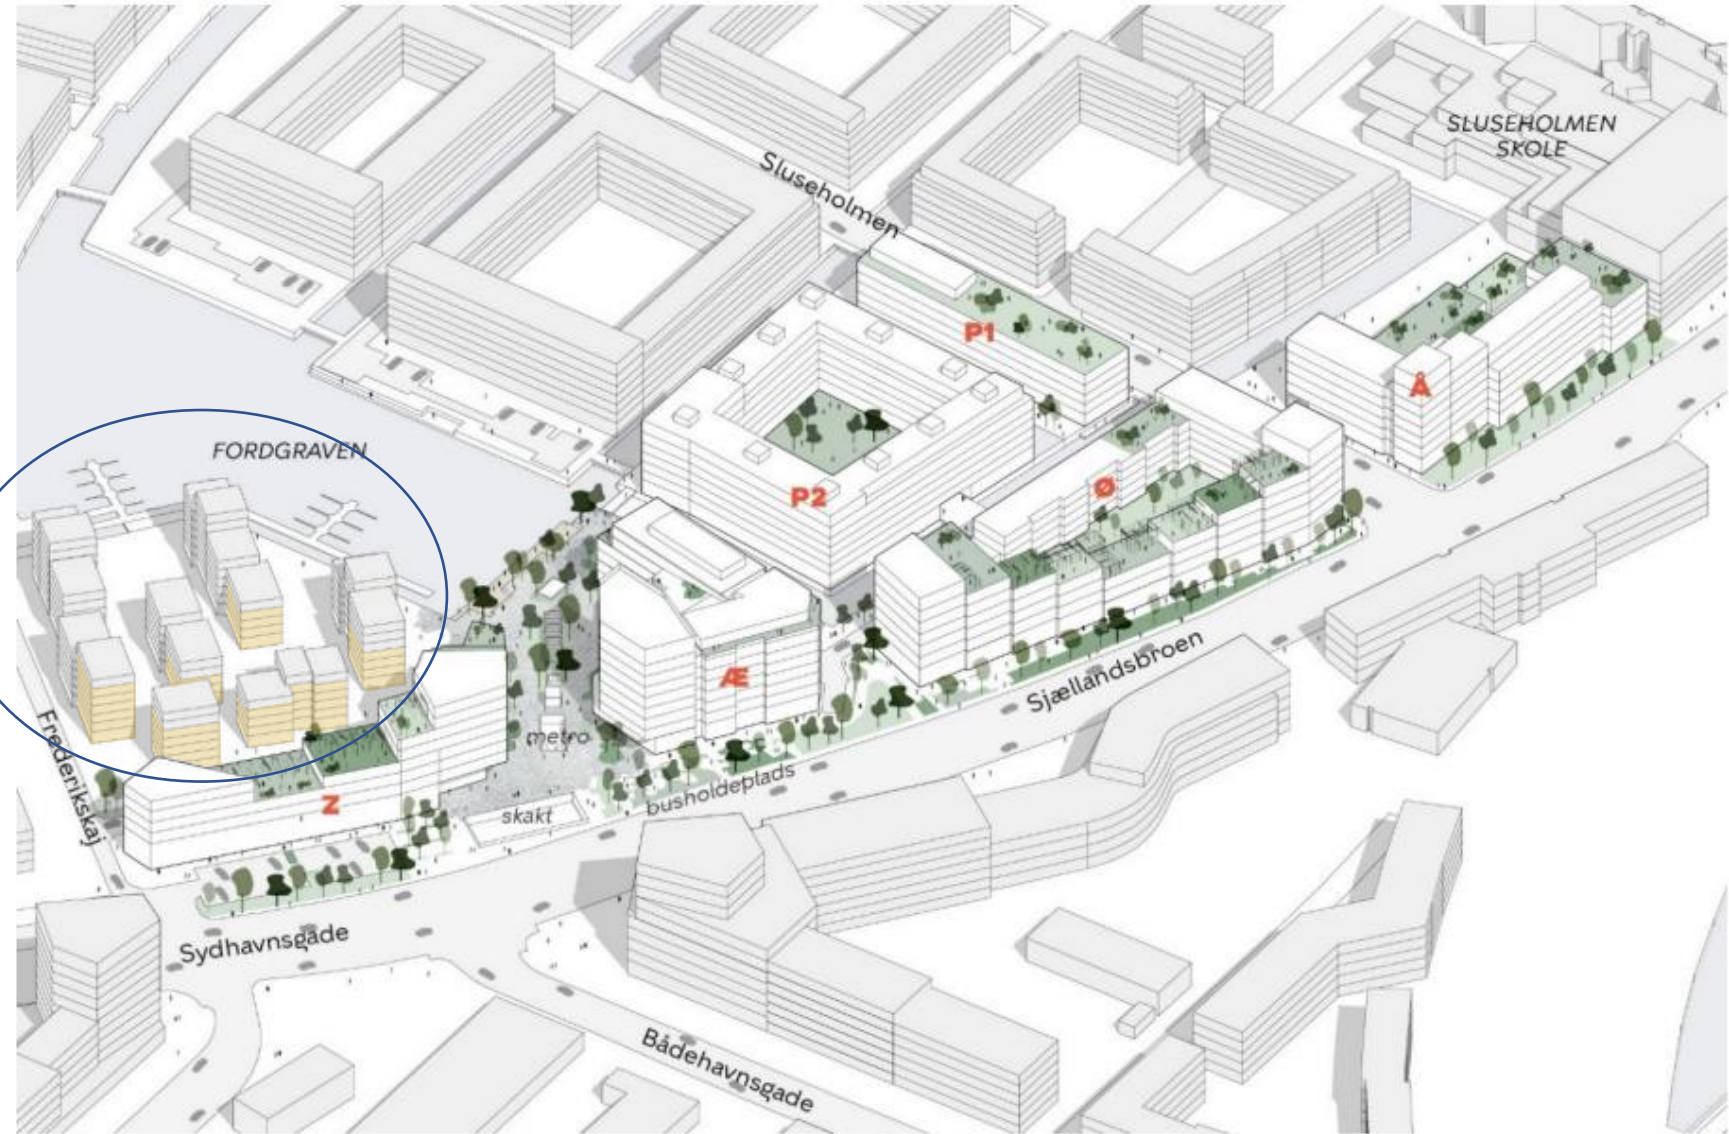 SLUSEHOLMEN
SKOLE
Sluseholmen
P1
Å
FORDGRAVEN
P2
Ø
Æ
Sjællandsbroen
metro
Frederikskaj
Z
busholdeplads
skakt
Sydhavnsgade
Bådehavnsgade